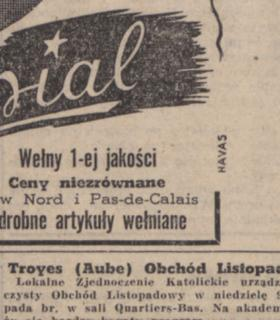 ial
Wełny 1-ej jakości
Ceny niezrównane
w Nord i Pas-de-Calais
drobne artykuły wełniane
HAVAS
Troyes (Aube) Obchód Listopad
Lokalne Zjednoczenie Katolickie urządz
czysty Obchód Listopadowy w niedzielę
pada br. w sali Quartiers-Bas. Na akadem